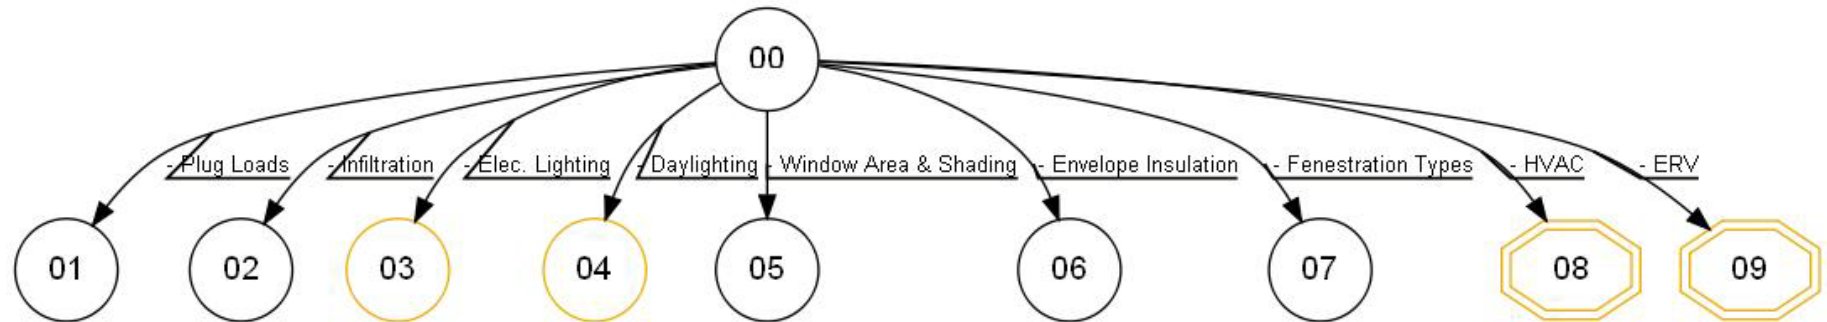 00
- Plug Loads
- Infiltration
- Elec. Lighting
- Daylighting
- Window Area & Shading
- Envelope Insulation
- Fenestration Types
- HVAC
- ERV
01
02
03
04
05
06
07
08
09